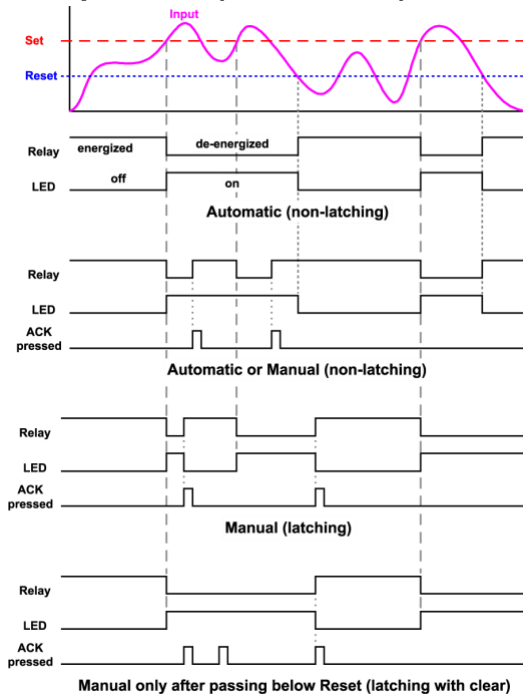 Input
Set
Reset
energized de-energized
Relay
off on
LED
Automatic (non-latching)
Relay
LED
ACK
pressed
Automatic or Manual (non-latching)
Relay
LED
ACK
pressed
Manual (latching)
Relay
LED
ACK
pressed
Manual only after passing below Reset (latching with clear)